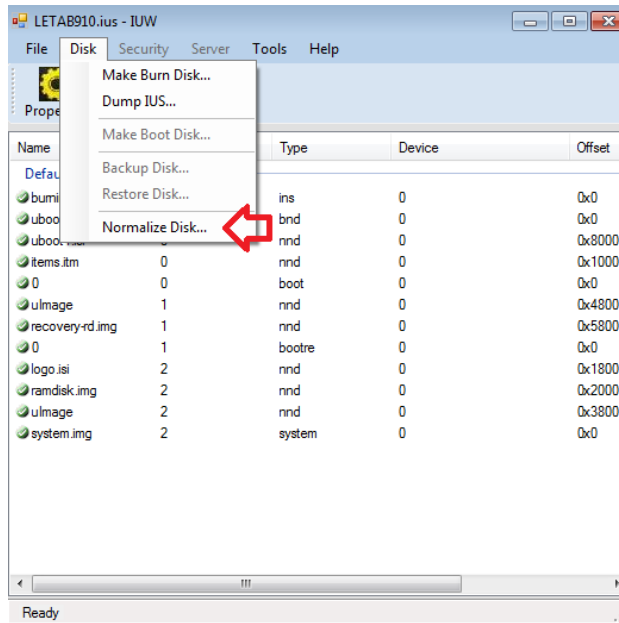 LETAB910.ius - IUW
File Disk Security Server Tools Help
Make Burn Disk...
Dump IUS...
Make Boot Disk...
Backup Disk...
Restore Disk...
Normalize Disk...
Prope
Name Type Device Offset
Defau
burni ins 0 0x0
uboo bnd 0 0x0
nnd 0 0x8000
items.itm 0 nnd 0 0x1000
0 0 boot 0 0x0
uImage 1 nnd 0 0x4800
recovery-rd.img 1 nnd 0 0x5800
0 1 bootre 0 0x0
logo.isi 2 nnd 0 0x1800
ramdisk.img 2 nnd 0 0x2000
uImage 2 nnd 0 0x3800
system.img 2 system 0 0x0
Ready